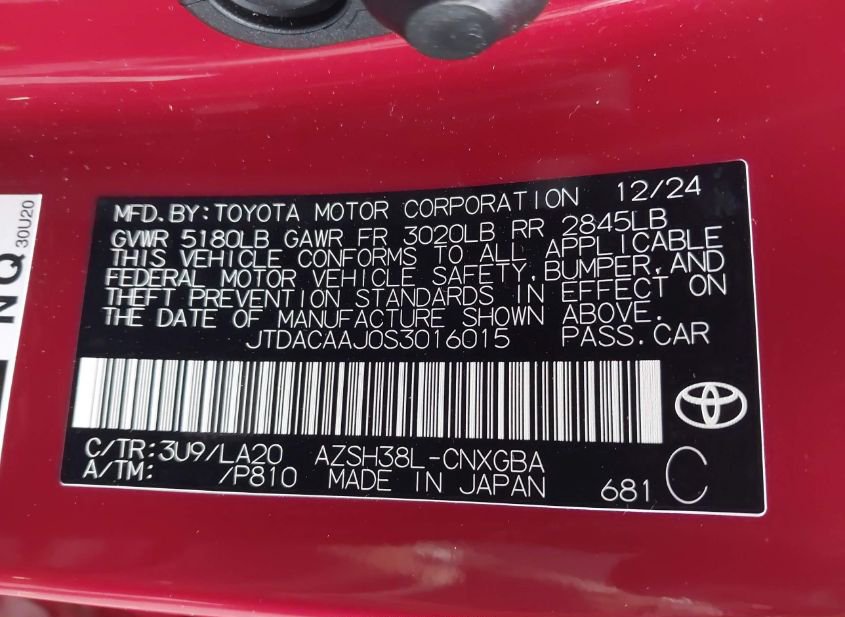 MFD.BY:TOYOTA MOTOR CORPORATION 12/24
GVWR 5180LB GAWR FR 3020LB RR 2845LB
THIS VEHICLE CONFORMS TO ALL APPLICABLE
FEDERAL MOTOR VEHICLE SAFETY,BUMPER,AND
THEFT PREVENTION STANDARDS IN EFFECT ON
THE DATE OF MANUFACTURE SHOWN ABOVE.
JTDACAAJ0S3016015 PASS.CAR
C/TR:3U9/LA20 AZSH38L-CNXGBA
A/TM: /P810 MADE IN JAPAN 681 C
NQ 30U20